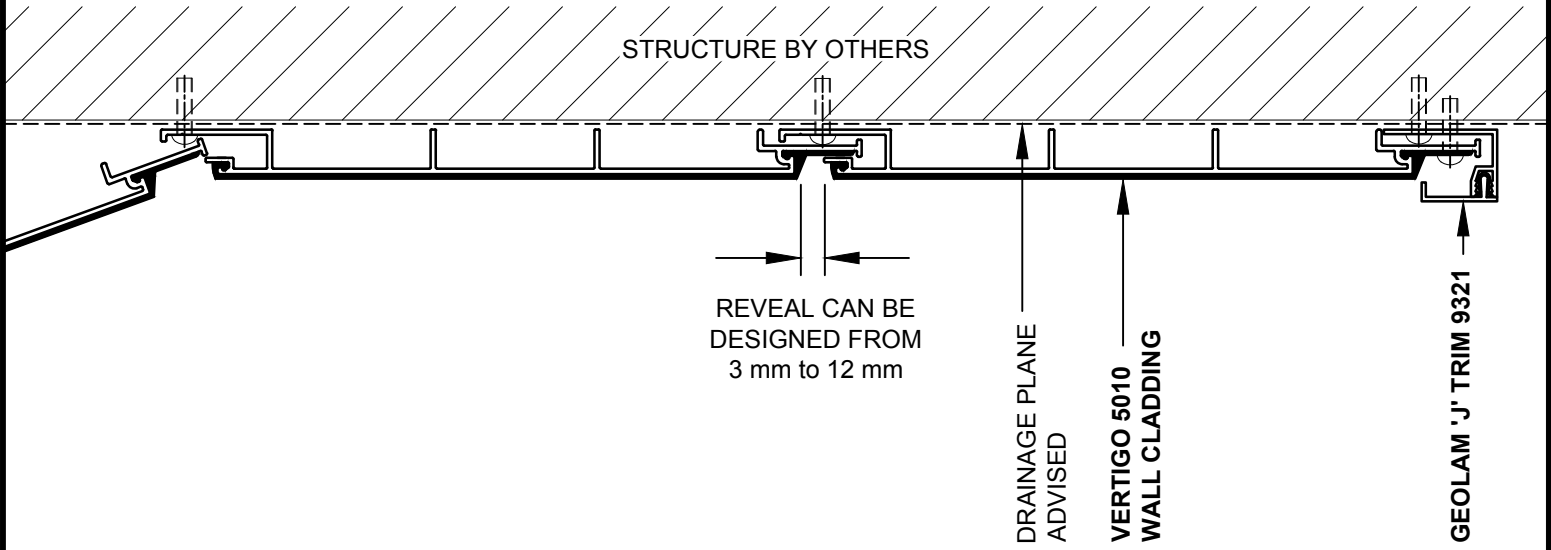 STRUCTURE BY OTHERS
REVEAL CAN BE
DESIGNED FROM
3 mm to 12 mm
DRAINAGE PLANE
ADVISED
VERTIGO 5010
WALL CLADDING
GEOLAM 'J' TRIM 9321